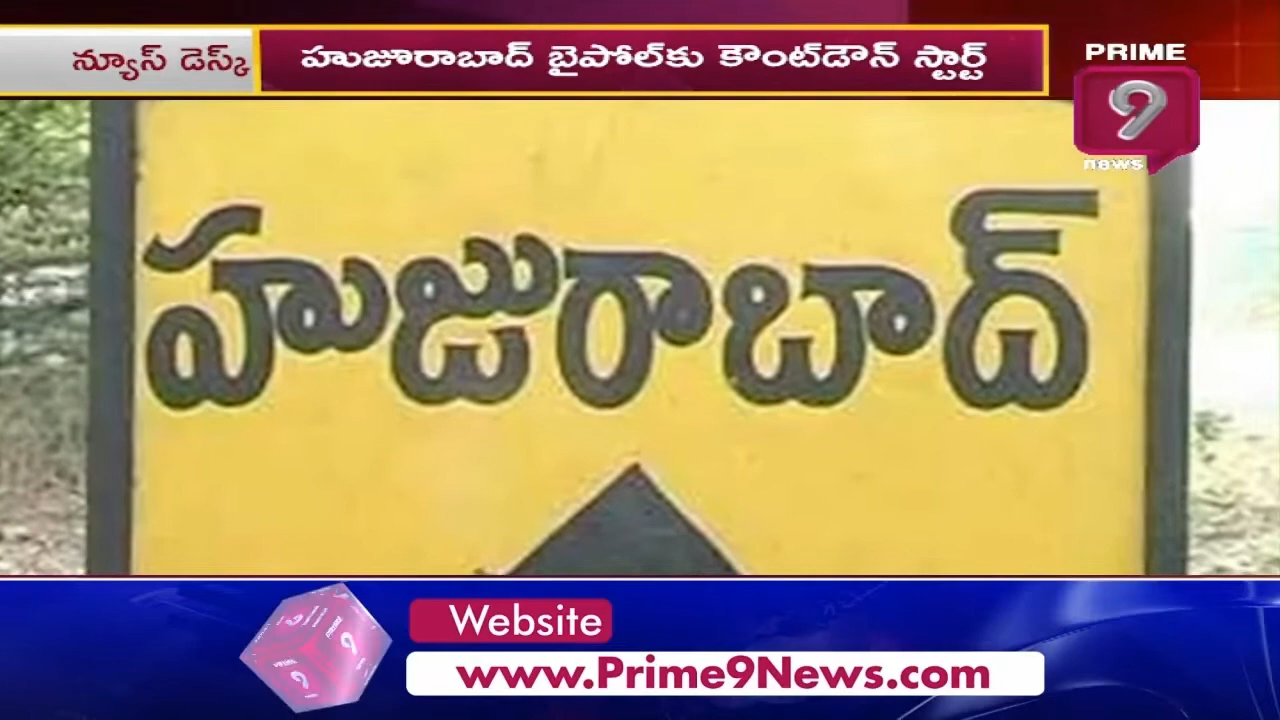 న్యూస్ డెస్క్
హుజూరాబాద్ బైపోల్‌కు కౌంట్‌డౌన్ స్టార్ట్
PRIME
9
news
హుజురాబాద్
Website
www.Prime9News.com